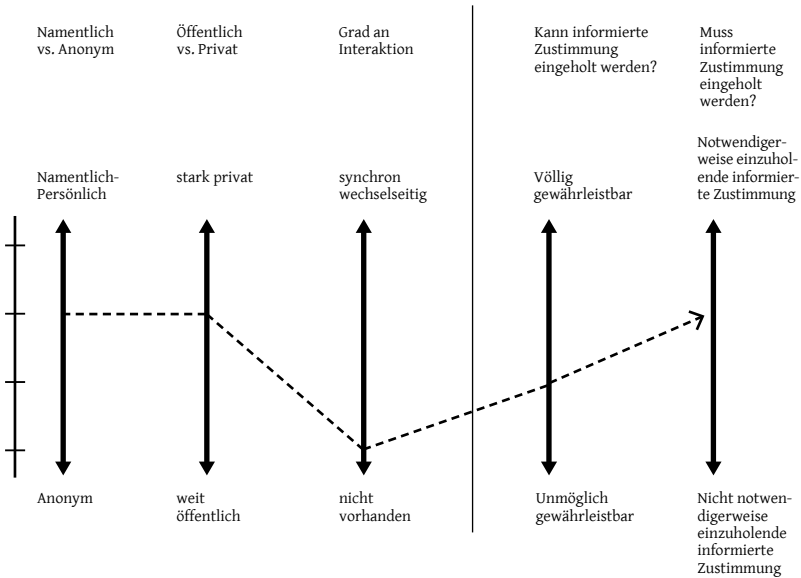 Namentlich
vs. Anonym
Öffentlich
vs. Privat
Grad an
Interaktion
Kann informierte
Zustimmung
eingeholt werden?
Muss
informierte
Zustimmung
eingeholt
werden?
Namentlich-
Persönlich
stark privat
synchron
wechselseitig
Völlig
gewährleistbar
Notwendiger-
weise einzuhol-
ende informier-
te Zustimmung
Anonym
weit
öffentlich
nicht
vorhanden
Unmöglich
gewährleistbar
Nicht notwen-
digerweise
einzuholende
informierte
Zustimmung